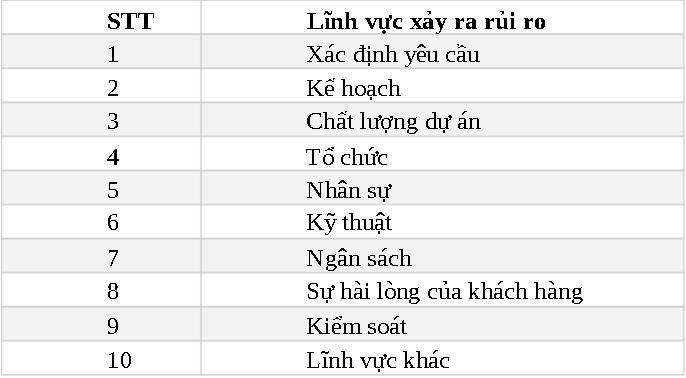 STT Lĩnh vực xảy ra rủi ro
1 Xác định yêu cầu
2 Kế hoạch
3 Chất lượng dự án
4 Tổ chức
5 Nhân sự
6 Kỹ thuật
7 Ngân sách
8 Sự hài lòng của khách hàng
9 Kiểm soát
10 Lĩnh vực khác